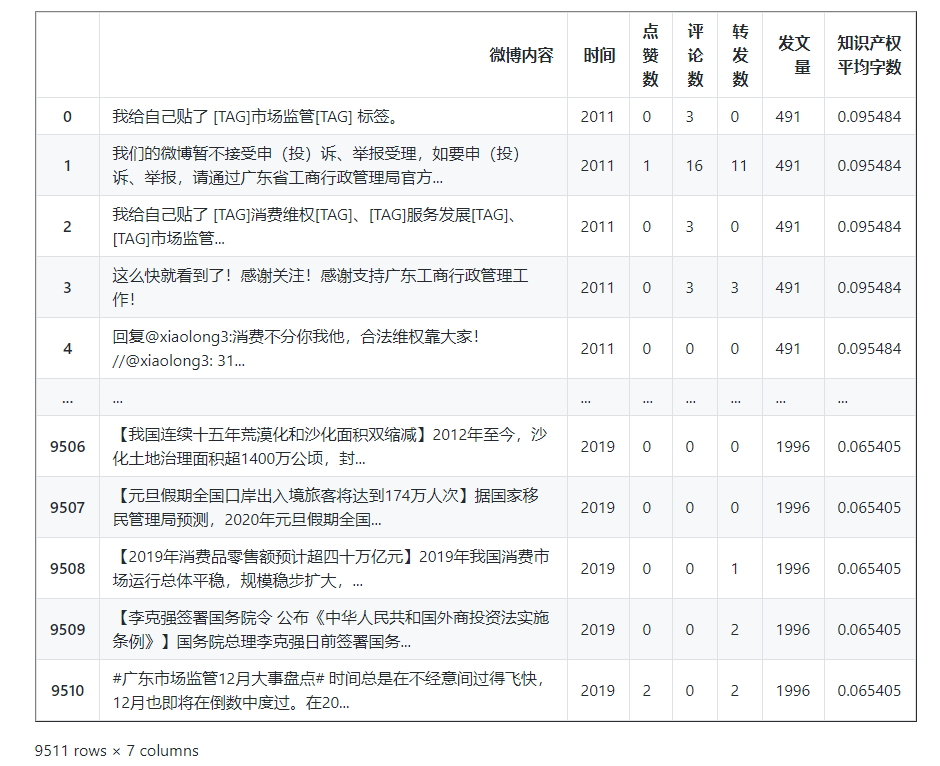 微博内容 时间 点赞数 评论数 转发数 发文量 知识产权平均字数
0 我给自己贴了 [TAG]市场监管[TAG] 标签。 2011 0 3 0 491 0.095484
1 我们的微博暂不接受申（投）诉、举报受理，如要申（投）
诉、举报，请通过广东省工商行政管理局官方... 2011 1 16 11 491 0.095484
2 我给自己贴了 [TAG]消费维权[TAG]、[TAG]服务发展[TAG]、
[TAG]市场监管... 2011 0 3 0 491 0.095484
3 这么快就看到了！感谢关注！感谢支持广东工商行政管理工
作！ 2011 0 3 3 491 0.095484
4 回复@xiaolong3:消费不分你我他，合法维权靠大家！
//@xiaolong3: 31... 2011 0 0 0 491 0.095484
... ... ... ... ... ... ... ...
9506 【我国连续十五年荒漠化和沙化面积双缩减】2012年至今，沙
化土地治理面积超1400万公顷，封... 2019 0 0 0 1996 0.065405
9507 【元旦假期全国口岸出入境旅客将达到174万人次】据国家移
民管理局预测，2020年元旦假期全国... 2019 0 0 0 1996 0.065405
9508 【2019年消费品零售额预计超四十万亿元】2019年我国消费市
场运行总体平稳，规模稳步扩大，... 2019 0 0 1 1996 0.065405
9509 【李克强签署国务院令 公布《中华人民共和国外商投资法实施
条例》】国务院总理李克强日前签署国务... 2019 0 0 2 1996 0.065405
9510 #广东市场监管12月大事盘点# 时间总是在不经意间过得飞快，
12月也即将在倒数中度过。在20... 2019 2 0 2 1996 0.065405
9511 rows × 7 columns